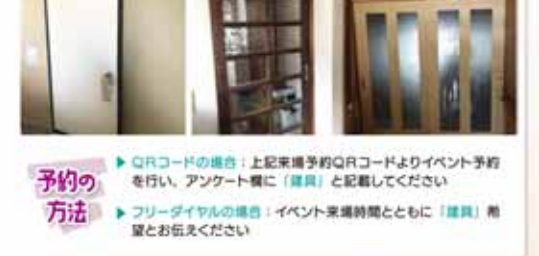 予約の
方法
▶ QRコードの場合：上記来場予約QRコードよりイベント予約
を行い、アンケート欄に「建具」と記載してください
▶ フリーダイヤルの場合：イベント来場時間とともに「建具」希
望とお伝えください